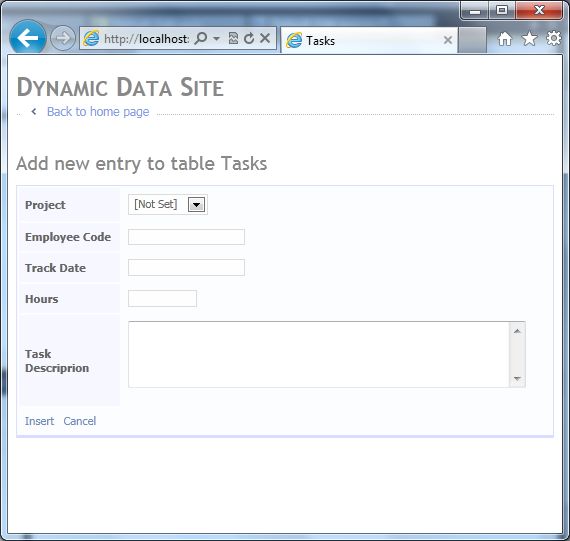 http://localhost:
Tasks
DYNAMIC DATA SITE
Back to home page
Add new entry to table Tasks
Project
[Not Set]
Employee Code
Track Date
Hours
Task
Descriprion
Insert Cancel